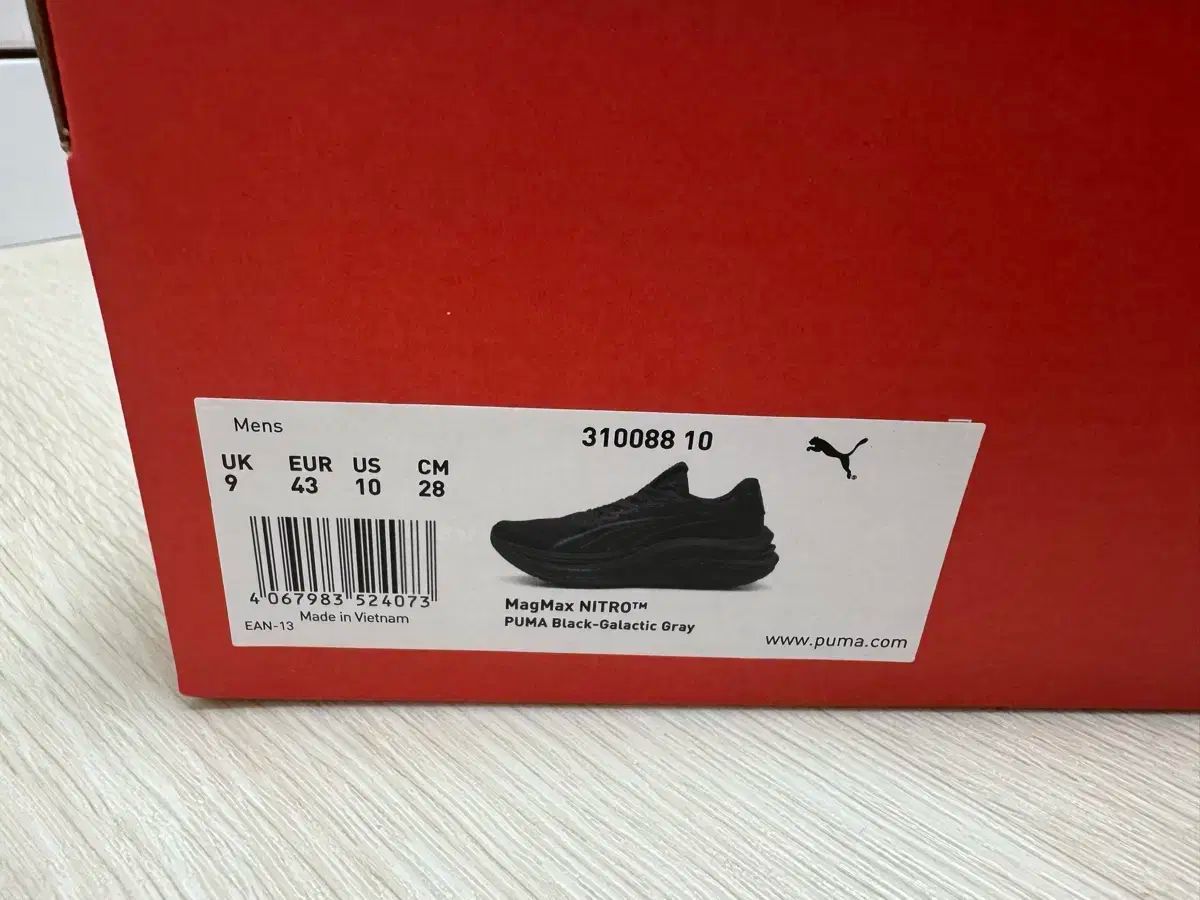 Mens
310088 10
UK EUR US CM
9 43 10 28
4 067983 524073
EAN-13 Made in Vietnam
MagMax NITRO™
PUMA Black-Galactic Gray
www.puma.com